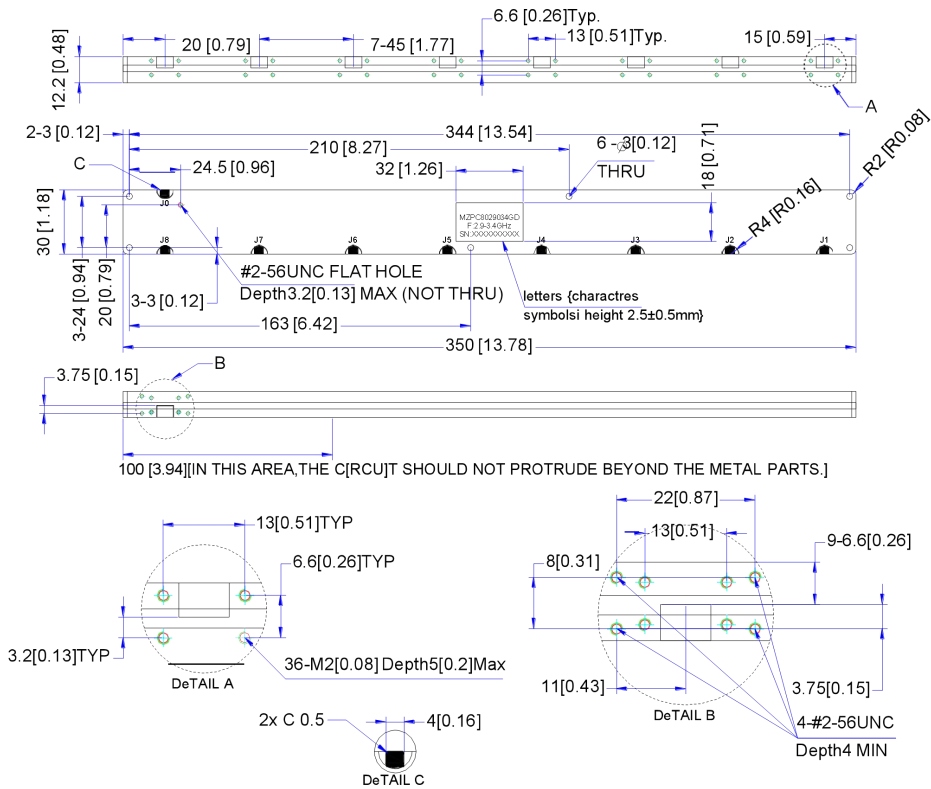 6.6 [0.26]Typ.
20 [0.79]
7-45 [1.77]
13 [0.51]Typ.
15 [0.59]
12.2 [0.48]
A
2-3 [0.12]
344 [13.54]
210 [8.27]
6 -⌀3[0.12]
THRU
18 [0.71]
R2 [R0.08]
C
24.5 [0.96]
32 [1.26]
R4 [R0.16]
J0
MZPC8029034GD
F:2.9-3.4GHz
SN:XXXXXXXXXX
30 [1.18]
J8
J7
J6
J5
J4
J3
J2
J1
#2-56UNC FLAT HOLE
Depth3.2[0.13] MAX (NOT THRU)
3-24 [0.94]
20 [0.79]
3-3 [0.12]
letters {charactres
symbolsi height 2.5±0.5mm}
163 [6.42]
350 [13.78]
3.75 [0.15]
B
100 [3.94][IN THIS AREA,THE C[RCU]T SHOULD NOT PROTRUDE BEYOND THE METAL PARTS.]
13[0.51]TYP
6.6[0.26]TYP
3.2[0.13]TYP
36-M2[0.08] Depth5[0.2]Max
DeTAIL A
22[0.87]
13[0.51]
9-6.6[0.26]
8[0.31]
11[0.43]
3.75[0.15]
DeTAIL B
4-#2-56UNC
Depth4 MIN
2x C 0.5
4[0.16]
DeTAIL C